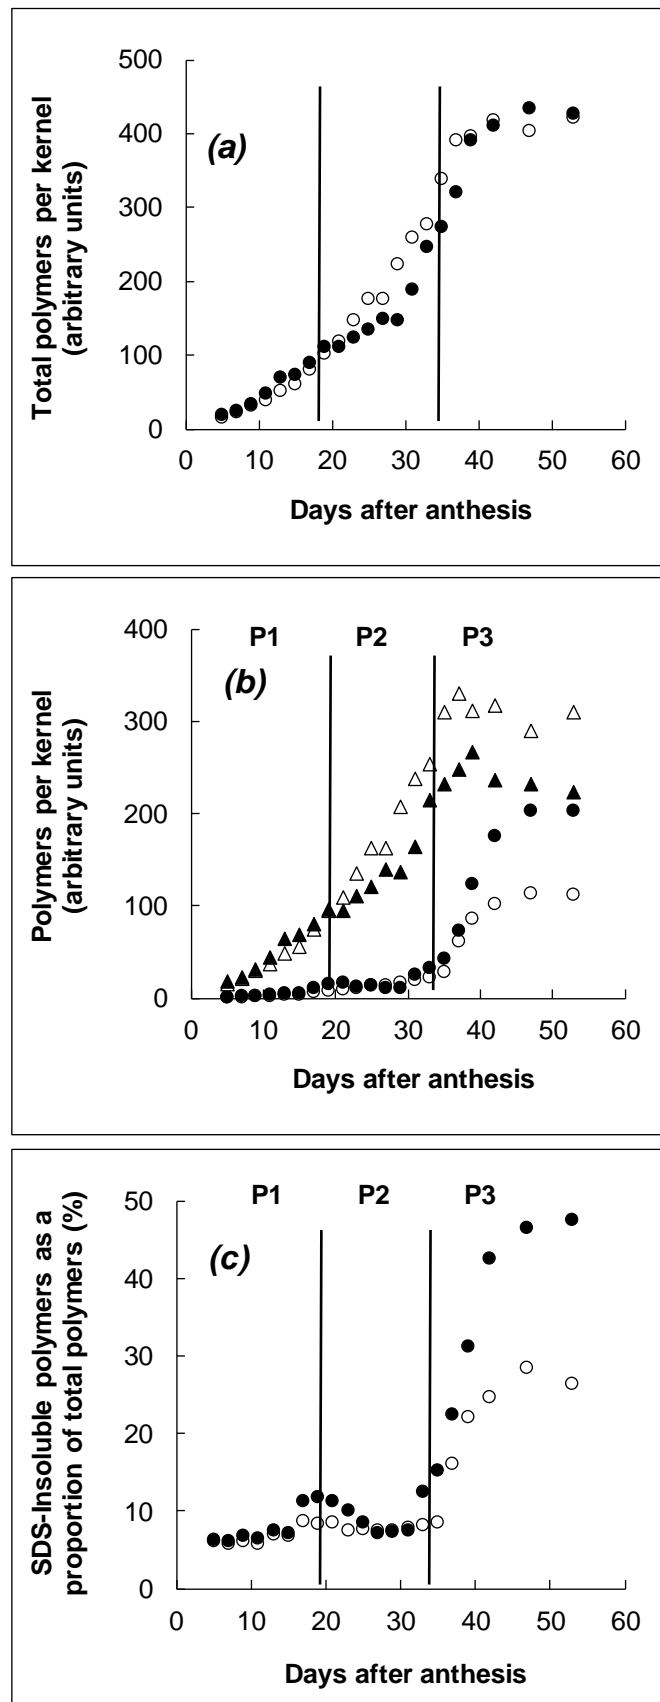 Total polymers per kernel
(arbitrary units)
500
400
300
200
100
0
(a)
0 10 20 30 40 50 60
Days after anthesis
Polymers per kernel
(arbitrary units)
400
300
200
100
0
P1 P2 P3
(b)
0 10 20 30 40 50 60
Days after anthesis
SDS-Insoluble polymers as a
proportion of total polymers (%)
50
40
30
20
10
0
P1 P2 P3
(c)
0 10 20 30 40 50 60
Days after anthesis